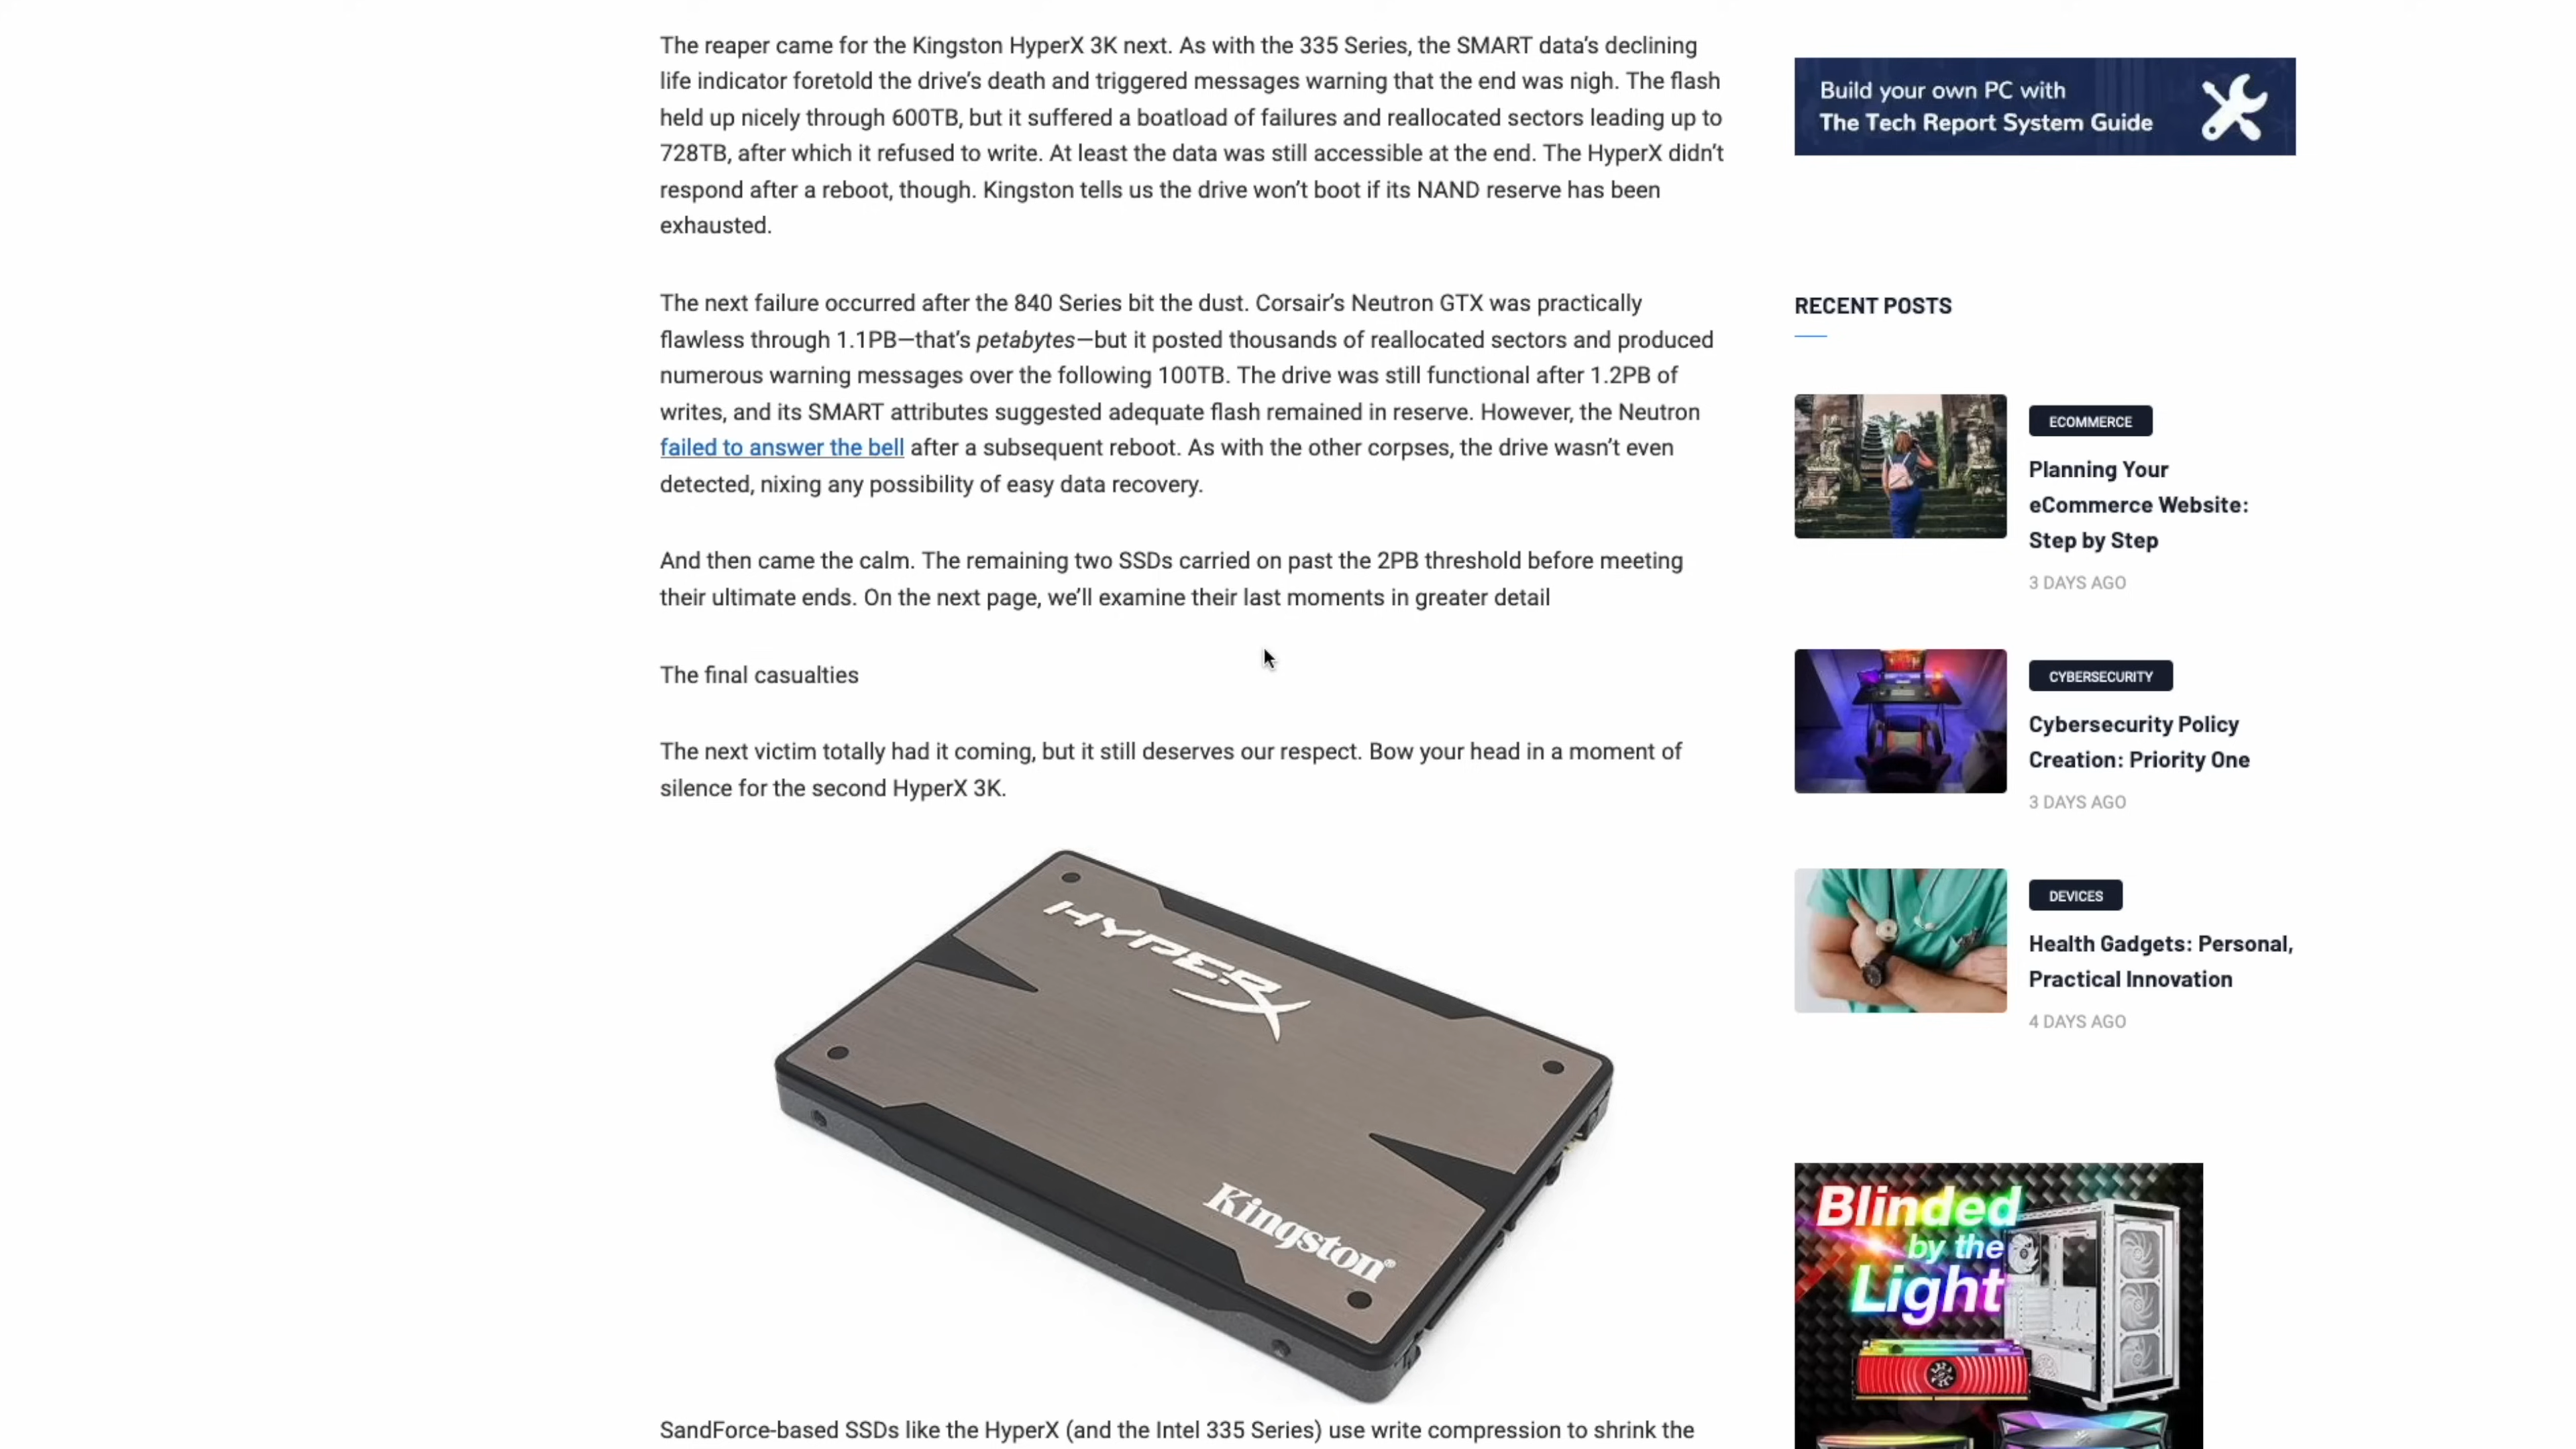 The reaper came for the Kingston HyperX 3K next. As with the 335 Series, the SMART data’s declining
life indicator foretold the drive’s death and triggered messages warning that the end was nigh. The flash
held up nicely through 600TB, but it suffered a boatload of failures and reallocated sectors leading up to
728TB, after which it refused to write. At least the data was still accessible at the end. The HyperX didn’t
respond after a reboot, though. Kingston tells us the drive won’t boot if its NAND reserve has been
exhausted.
The next failure occurred after the 840 Series bit the dust. Corsair’s Neutron GTX was practically
flawless through 1.1PB—that’s petabytes—but it posted thousands of reallocated sectors and produced
numerous warning messages over the following 100TB. The drive was still functional after 1.2PB of
writes, and its SMART attributes suggested adequate flash remained in reserve. However, the Neutron
failed to answer the bell after a subsequent reboot. As with the other corpses, the drive wasn’t even
detected, nixing any possibility of easy data recovery.
And then came the calm. The remaining two SSDs carried on past the 2PB threshold before meeting
their ultimate ends. On the next page, we’ll examine their last moments in greater detail
The final casualties
The next victim totally had it coming, but it still deserves our respect. Bow your head in a moment of
silence for the second HyperX 3K.
HYPERX
Kingston®
SandForce-based SSDs like the HyperX (and the Intel 335 Series) use write compression to shrink the
Build your own PC with
The Tech Report System Guide
RECENT POSTS
ECOMMERCE
Planning Your
eCommerce Website:
Step by Step
3 DAYS AGO
CYBERSECURITY
Cybersecurity Policy
Creation: Priority One
3 DAYS AGO
DEVICES
Health Gadgets: Personal,
Practical Innovation
4 DAYS AGO
Blinded
by the
Light